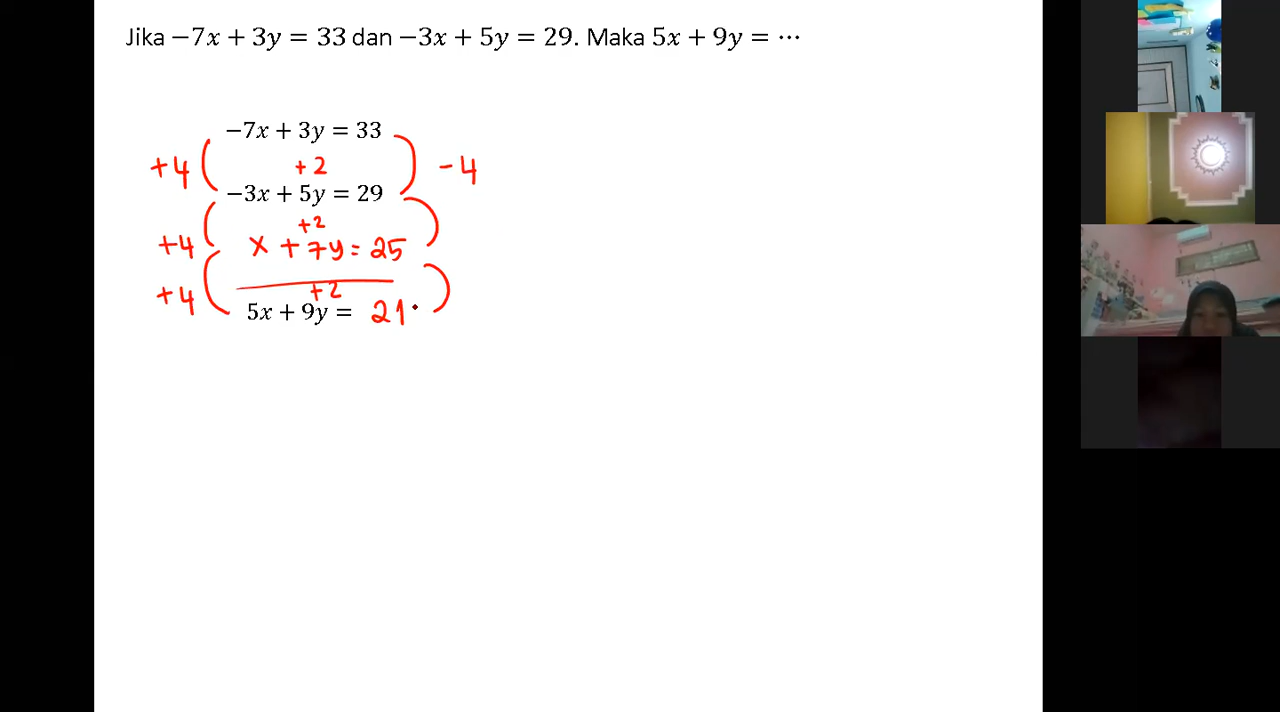 Jika −7x + 3y = 33 dan −3x + 5y = 29. Maka 5x + 9y = ⋯
−7x + 3y = 33
+4 +2 -4
−3x + 5y = 29
+2
+4 x + 7y = 25
+4 +2
5x + 9y = 21